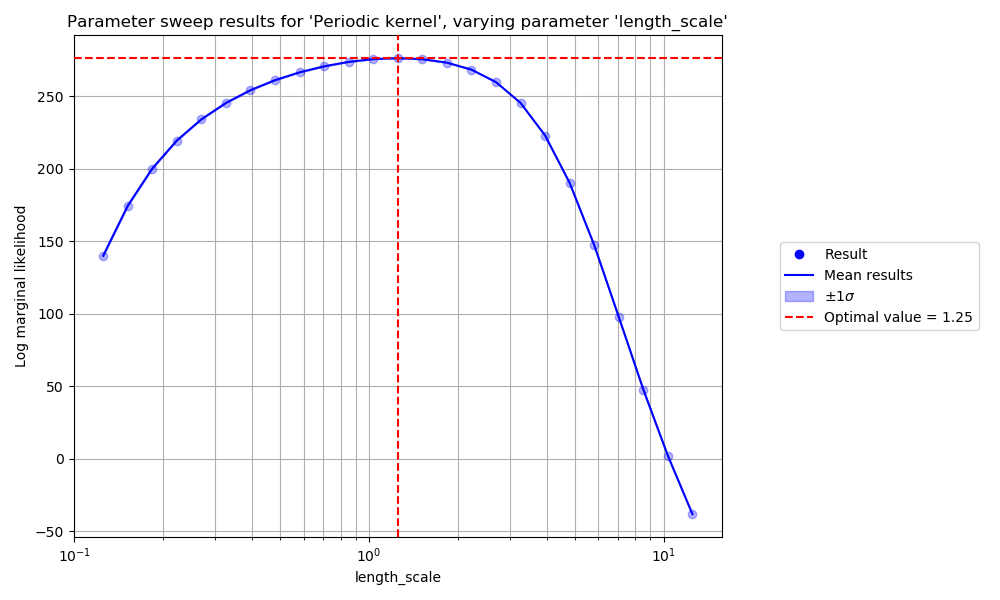 Parameter sweep results for 'Periodic kernel', varying parameter 'length_scale'
Log marginal likelihood
250
200
150
100
50
0
−50
10⁻¹
10⁰
10¹
length_scale
Result
Mean results
±1σ
Optimal value = 1.25